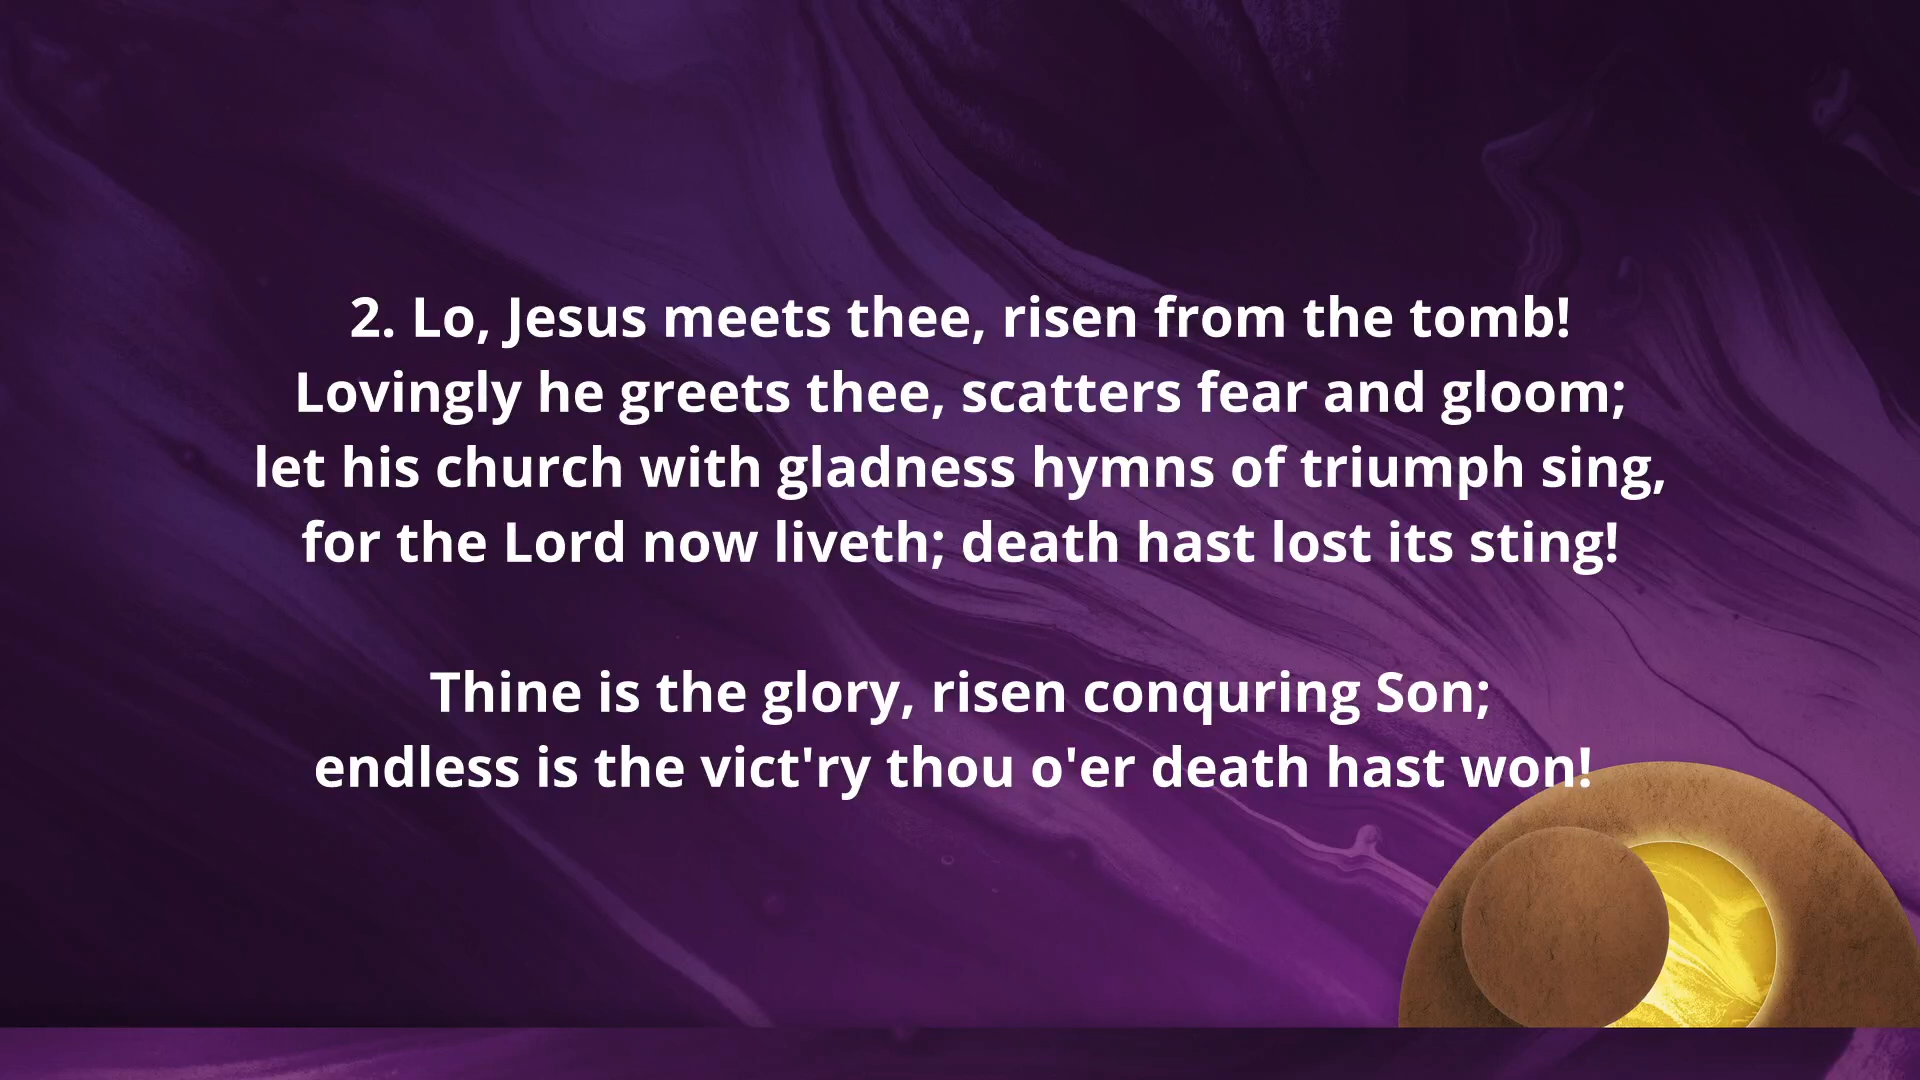 2. Lo, Jesus meets thee, risen from the tomb!
Lovingly he greets thee, scatters fear and gloom;
let his church with gladness hymns of triumph sing,
for the Lord now liveth; death hast lost its sting!
Thine is the glory, risen conquring Son;
endless is the vict'ry thou o'er death hast won!